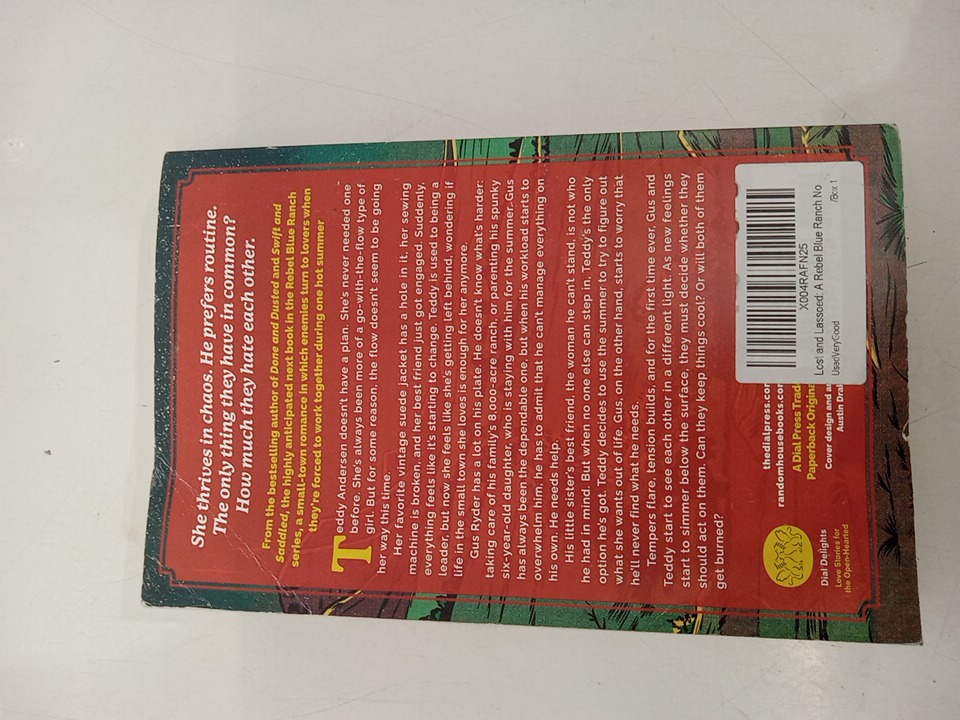 She thrives in chaos. He prefers routine.
The only thing they have in common?
How much they hate each other.
From the bestselling author of Done and Dusted and Swift and
Saddled, the highly anticipated next book in the Rebel Blue Ranch
series, a small-town romance in which enemies turn to lovers when
they're forced to work together during one hot summer
Teddy Andersen doesn't have a plan. She's never needed one
before. She's always been more of a go-with-the-flow type of
girl. But for some reason, the flow doesn't seem to be going
her way this time.
Her favorite vintage suede jacket has a hole in it, her sewing
machine is broken, and her best friend just got engaged. Suddenly,
everything feels like it's starting to change. Teddy is used to being a
leader, but now she feels like she's getting left behind, wondering if
life in the small town she loves is enough for her anymore.
Gus Ryder has a lot on his plate. He doesn't know what's harder:
taking care of his family's 8,000-acre ranch, or parenting his spunky
six-year-old daughter, who is staying with him for the summer. Gus
has always been the dependable one, but when his workload starts to
overwhelm him, he has to admit that he can't manage everything on
his own. He needs help.
His little sister's best friend, the woman he can't stand, is not who
he had in mind. But when no one else can step in, Teddy's the only
option he's got. Teddy decides to use the summer to try to figure out
what she wants out of life. Gus, on the other hand, starts to worry that
he'll never find what he needs.
Tempers flare, tension builds, and for the first time ever, Gus and
Teddy start to see each other in a different light. As new feelings
start to simmer below the surface, they must decide whether they
should act on them. Can they keep things cool? Or will both of them
get burned?
X004RAFN25
Lost and Lassoed: A Rebel Blue Ranch No
UsedVeryGood
/Box 1
thedialpress.com
randomhousebooks.co
A Dial Press Trad
Paperback Origina
Cover design and ar
Austin Dra
Dial Delights
Love Stories for
the Open-Hearted